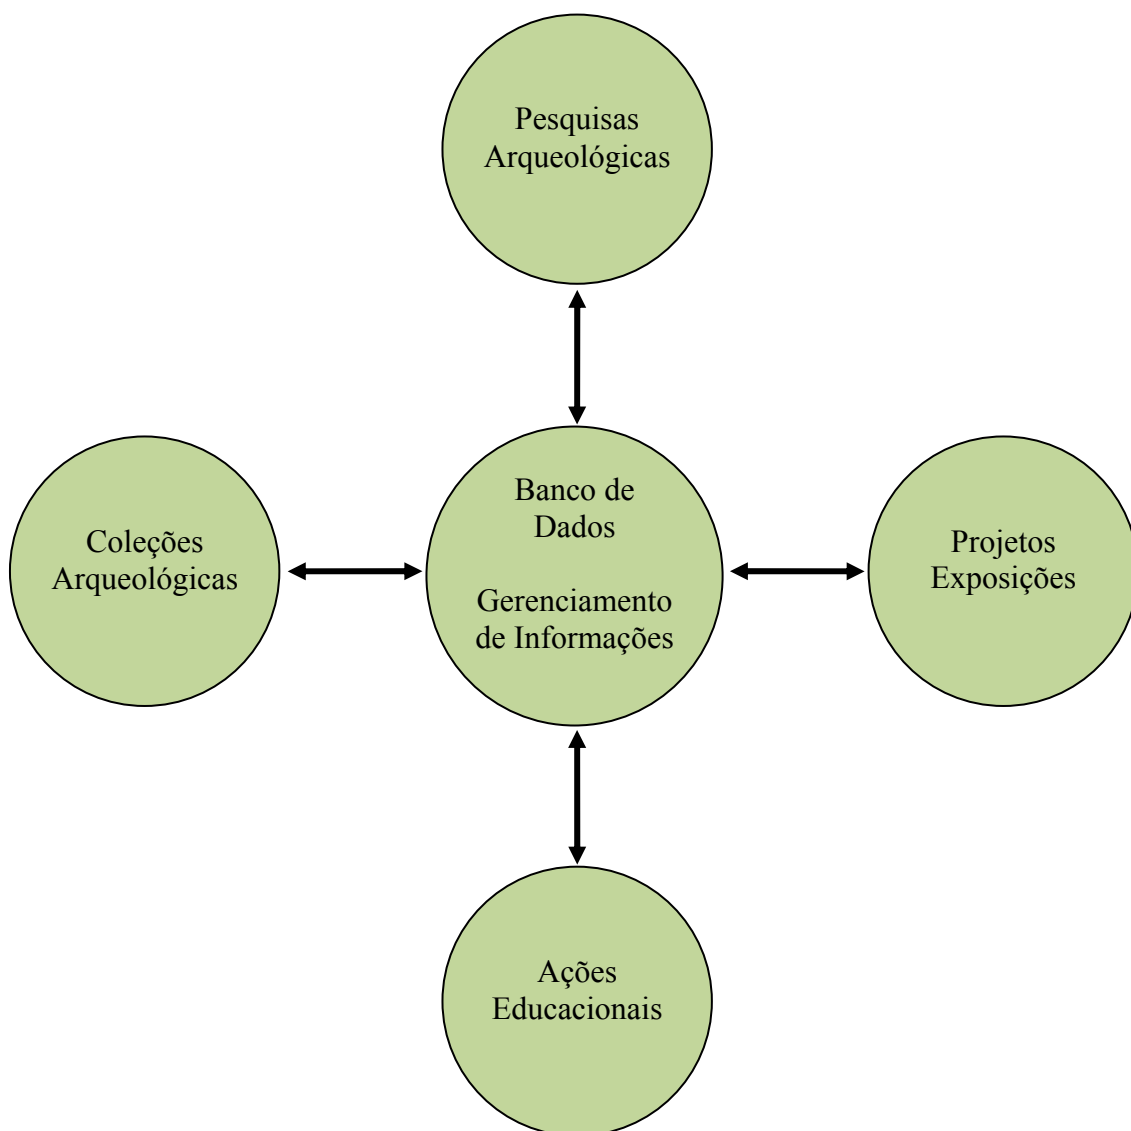 Pesquisas
Arqueológicas
Coleções
Arqueológicas
Banco de
Dados
Gerenciamento
de Informações
Projetos
Exposições
Ações
Educacionais